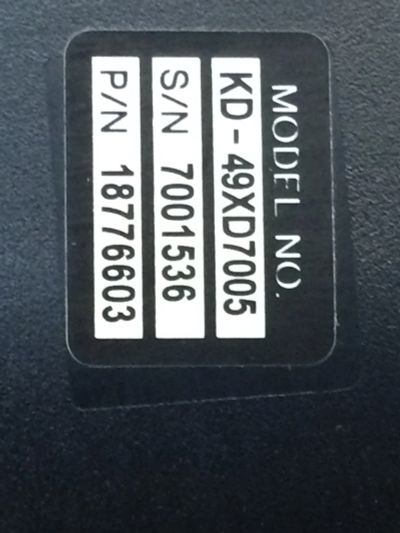 MODEL NO.
KD-49XD7005
S/N 7001536
P/N 18776603